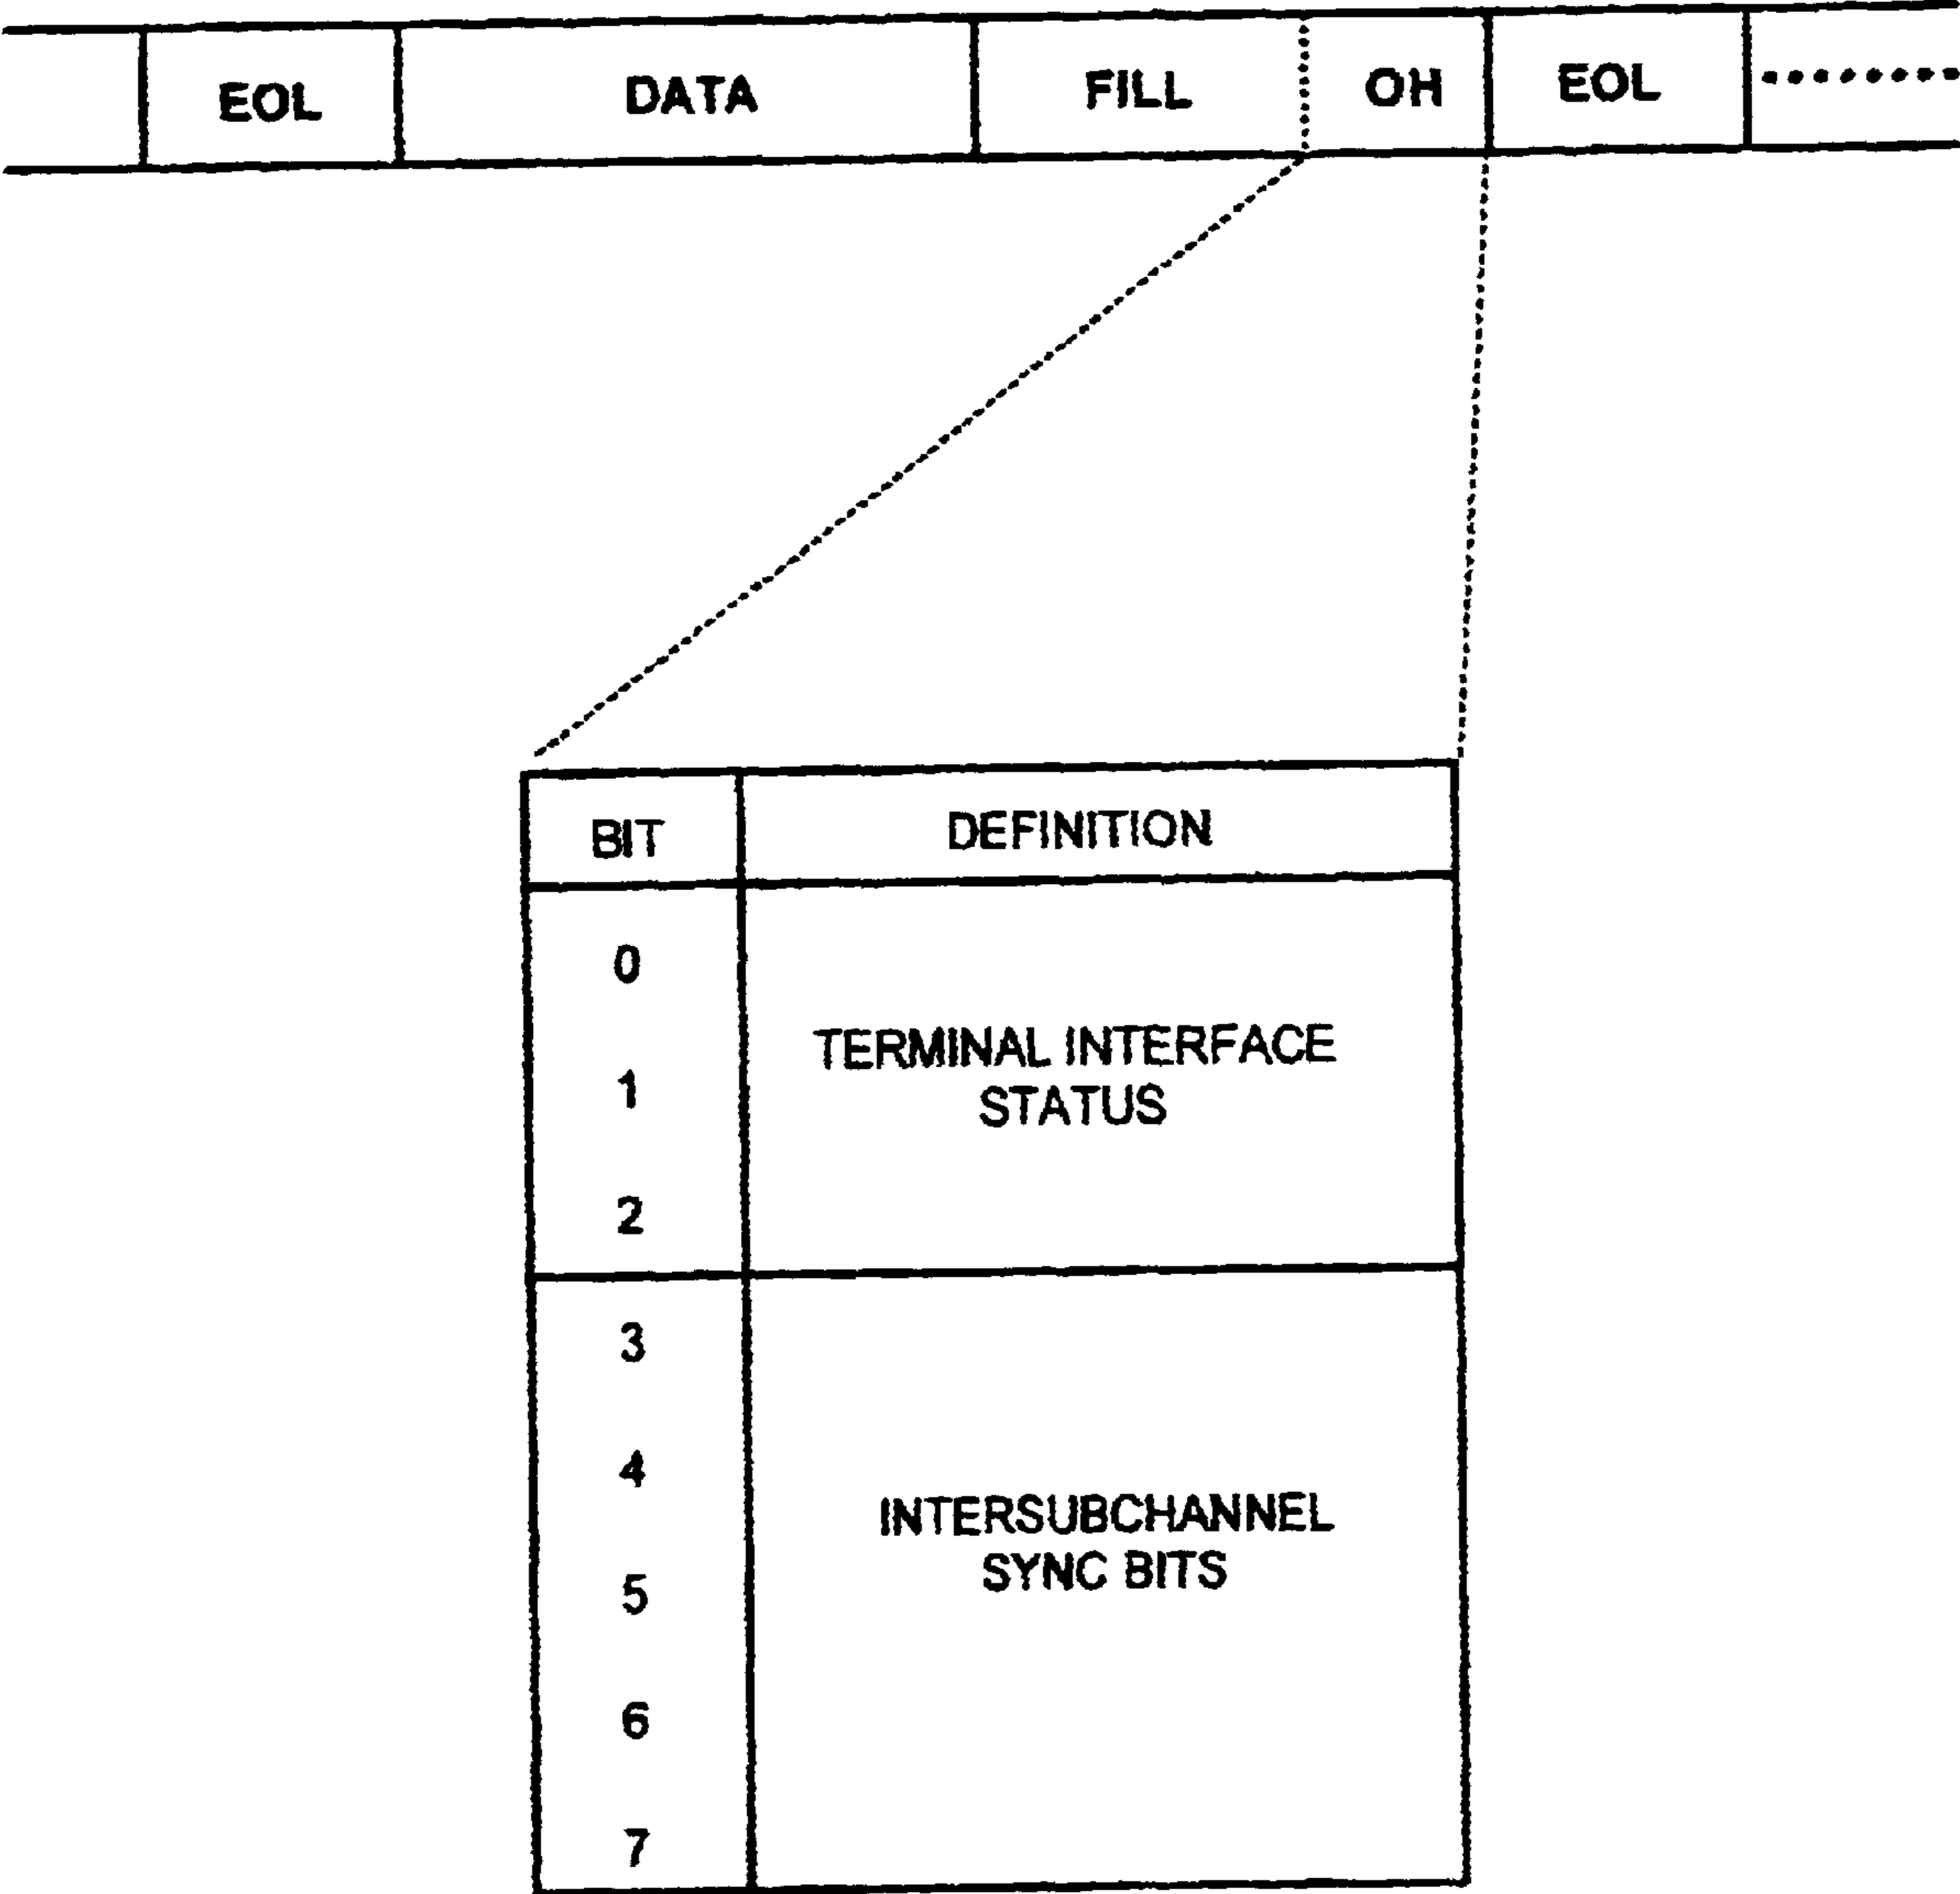 EOL DATA FILL OH EOL
BIT DEFINITION
0
TERMINAL INTERFACE
1
STATUS
2
3
4
INTERSUBCHANNEL
SYNC BITS
5
6
7